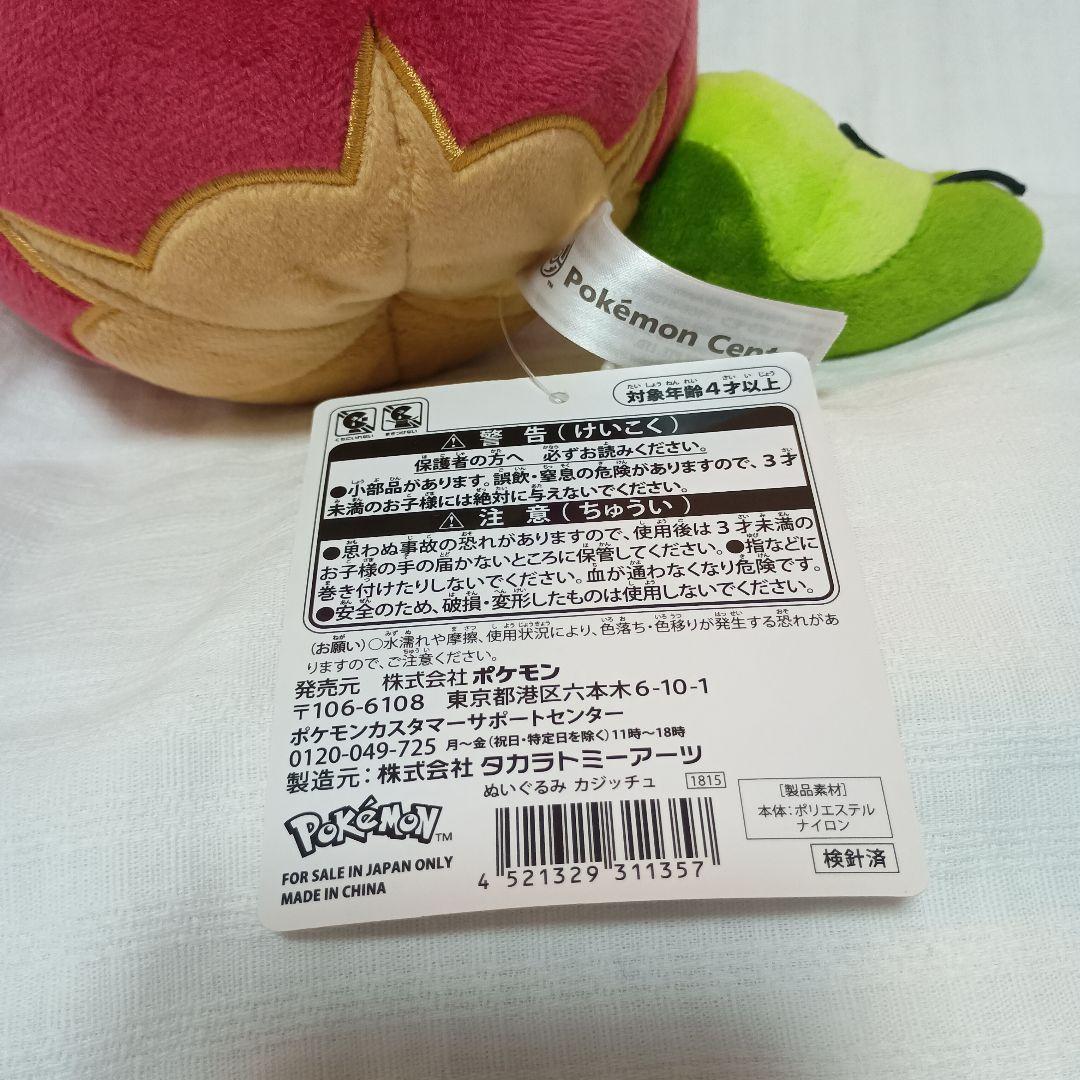 Pokémon Cent
対象年齢4才以上
くちにいれない
まきつけない
警告(けいこく)
保護者の方へ 必ずお読みください。
●小部品があります。誤飲・窒息の危険がありますので、3才
未満のお子様には絶対に与えないでください。
注意(ちゅうい)
●思わぬ事故の恐れがありますので、使用後は3才未満の
お子様の手の届かないところに保管してください。●指などに
巻き付けたりしないでください。血が通わなくなり危険です。
●安全のため、破損・変形したものは使用しないでください。
(お願い)○水濡れや摩擦、使用状況により、色落ち・色移りが発生する恐れがあ
りますので、ご注意ください。
発売元 株式会社 ポケモン
〒106-6108 東京都港区六本木6-10-1
ポケモンカスタマーサポートセンター
0120-049-725 月~金(祝日・特定日を除く)11時~18時
製造元:株式会社 タカラトミーアーツ
ぬいぐるみ カジッチュ 1815
POKéMON TM
FOR SALE IN JAPAN ONLY
MADE IN CHINA
4 521329 311357
[製品素材]
本体:ポリエステル
ナイロン
検針済